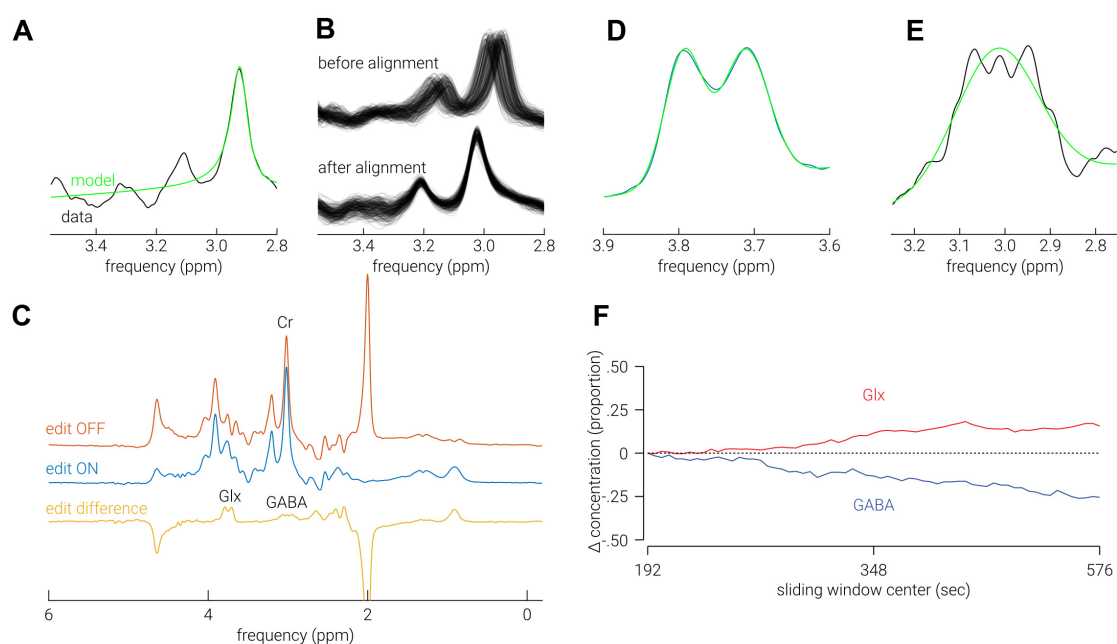 A
model
data
3.4 3.2 3.0 2.8
frequency (ppm)
B
before alignment
after alignment
3.4 3.2 3.0 2.8
frequency (ppm)
D
3.9 3.8 3.7 3.6
frequency (ppm)
E
3.2 3.1 3.0 2.9 2.8
frequency (ppm)
C
Cr
edit OFF
edit ON
Glx
GABA
edit difference
6 4 2 0
frequency (ppm)
F
Δ concentration (proportion)
.50
.25
0
-.25
-.50
Glx
GABA
192 348 576
sliding window center (sec)